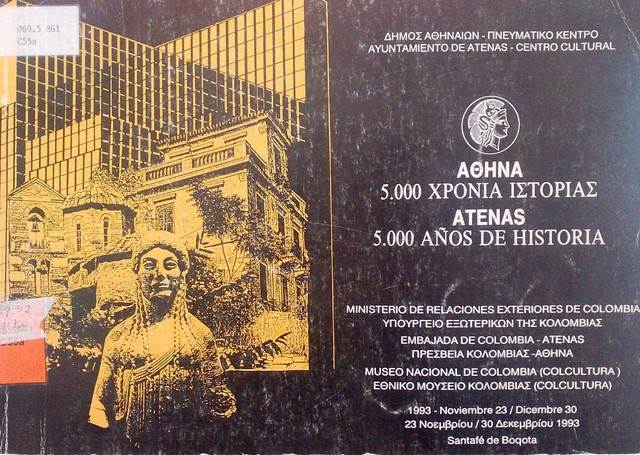 069.5 861
C55a
ΔΗΜΟΣ ΑΘΗΝΑΙΩΝ - ΠΝΕΥΜΑΤΙΚΟ ΚΕΝΤΡΟ
AYUNTAMIENTO DE ATENAS - CENTRO CULTURAL
ΑΘΗΝΑ
5.000 ΧΡΟΝΙΑ ΙΣΤΟΡΙΑΣ
ATENAS
5.000 AÑOS DE HISTORIA
MINISTERIO DE RELACIONES EXTERIORES DE COLOMBIA
ΥΠΟΥΡΓΕΙΟ ΕΞΩΤΕΡΙΚΩΝ ΤΗΣ ΚΟΛΟΜΒΙΑΣ
EMBAJADA DE COLOMBIA - ATENAS
ΠΡΕΣΒΕΙΑ ΚΟΛΟΜΒΙΑΣ -ΑΘΗΝΑ
MUSEO NACIONAL DE COLOMBIA (COLCULTURA )
ΕΘΝΙΚΟ ΜΟΥΣΕΙΟ ΚΟΛΟΜΒΙΑΣ (COLCULTURA)
1993 - Noviembre 23 / Dicembre 30
23 Νοεμβρίου / 30 Δεκεμβρίου 1993
Santafé de Boqota